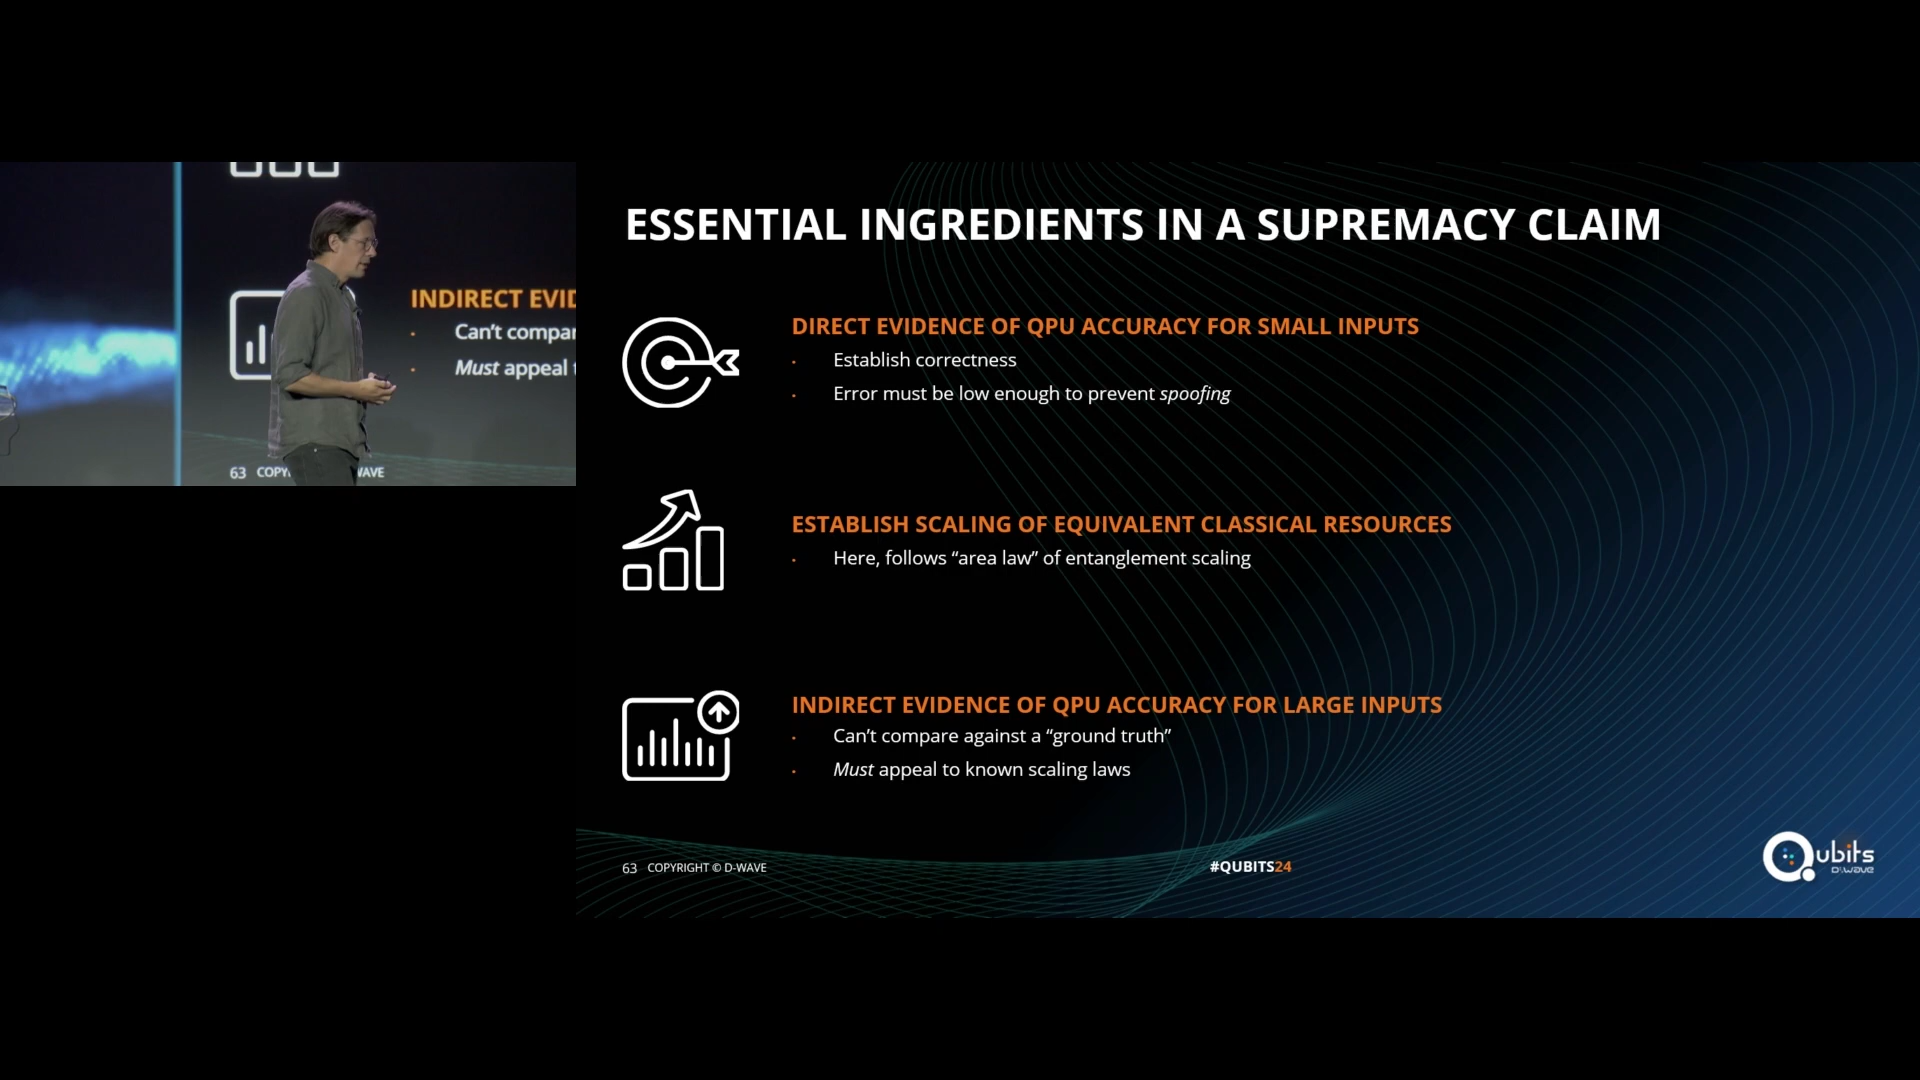 INDIRECT EVID
Can't compar
Must appeal
63 COPY WAVE
ESSENTIAL INGREDIENTS IN A SUPREMACY CLAIM
DIRECT EVIDENCE OF QPU ACCURACY FOR SMALL INPUTS
· Establish correctness
· Error must be low enough to prevent spoofing
ESTABLISH SCALING OF EQUIVALENT CLASSICAL RESOURCES
· Here, follows “area law” of entanglement scaling
INDIRECT EVIDENCE OF QPU ACCURACY FOR LARGE INPUTS
· Can’t compare against a “ground truth”
· Must appeal to known scaling laws
63 COPYRIGHT © D-WAVE
#QUBITS24
Qubits
D:WAVE